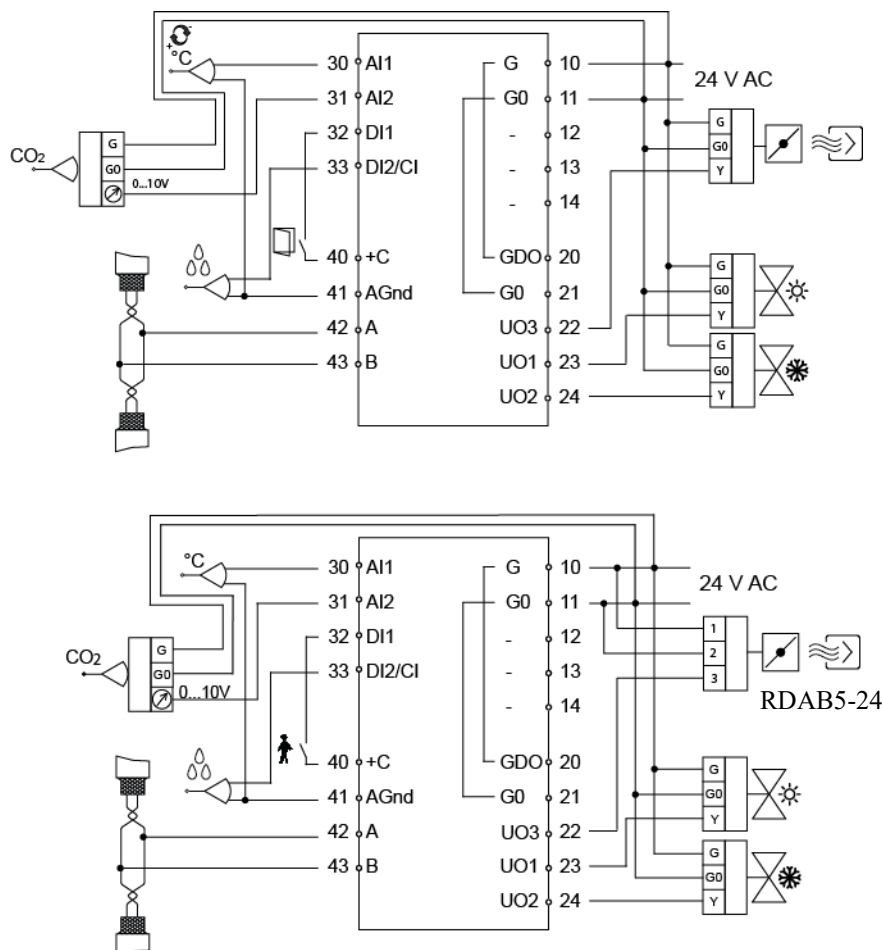 °C
30 AI1 G 10
24 V AC
31 AI2 G0 11
G
32 DI1 - 12
G
CO2
G0
G0
33 DI2/CI - 13
0...10V
Y
- 14
40 +C GDO 20
G
41 AGnd G0 21
G0
42 A UO3 22
Y
G
43 B UO1 23
G0
UO2 24
Y
°C
30 AI1 G 10
24 V AC
31 AI2 G0 11
1
32 DI1 - 12
G
2
CO2
G0
33 DI2/CI - 13
3
0...10V
RDAB5-24
- 14
40 +C GDO 20
G
41 AGnd G0 21
G0
42 A UO3 22
Y
G
43 B UO1 23
G0
UO2 24
Y